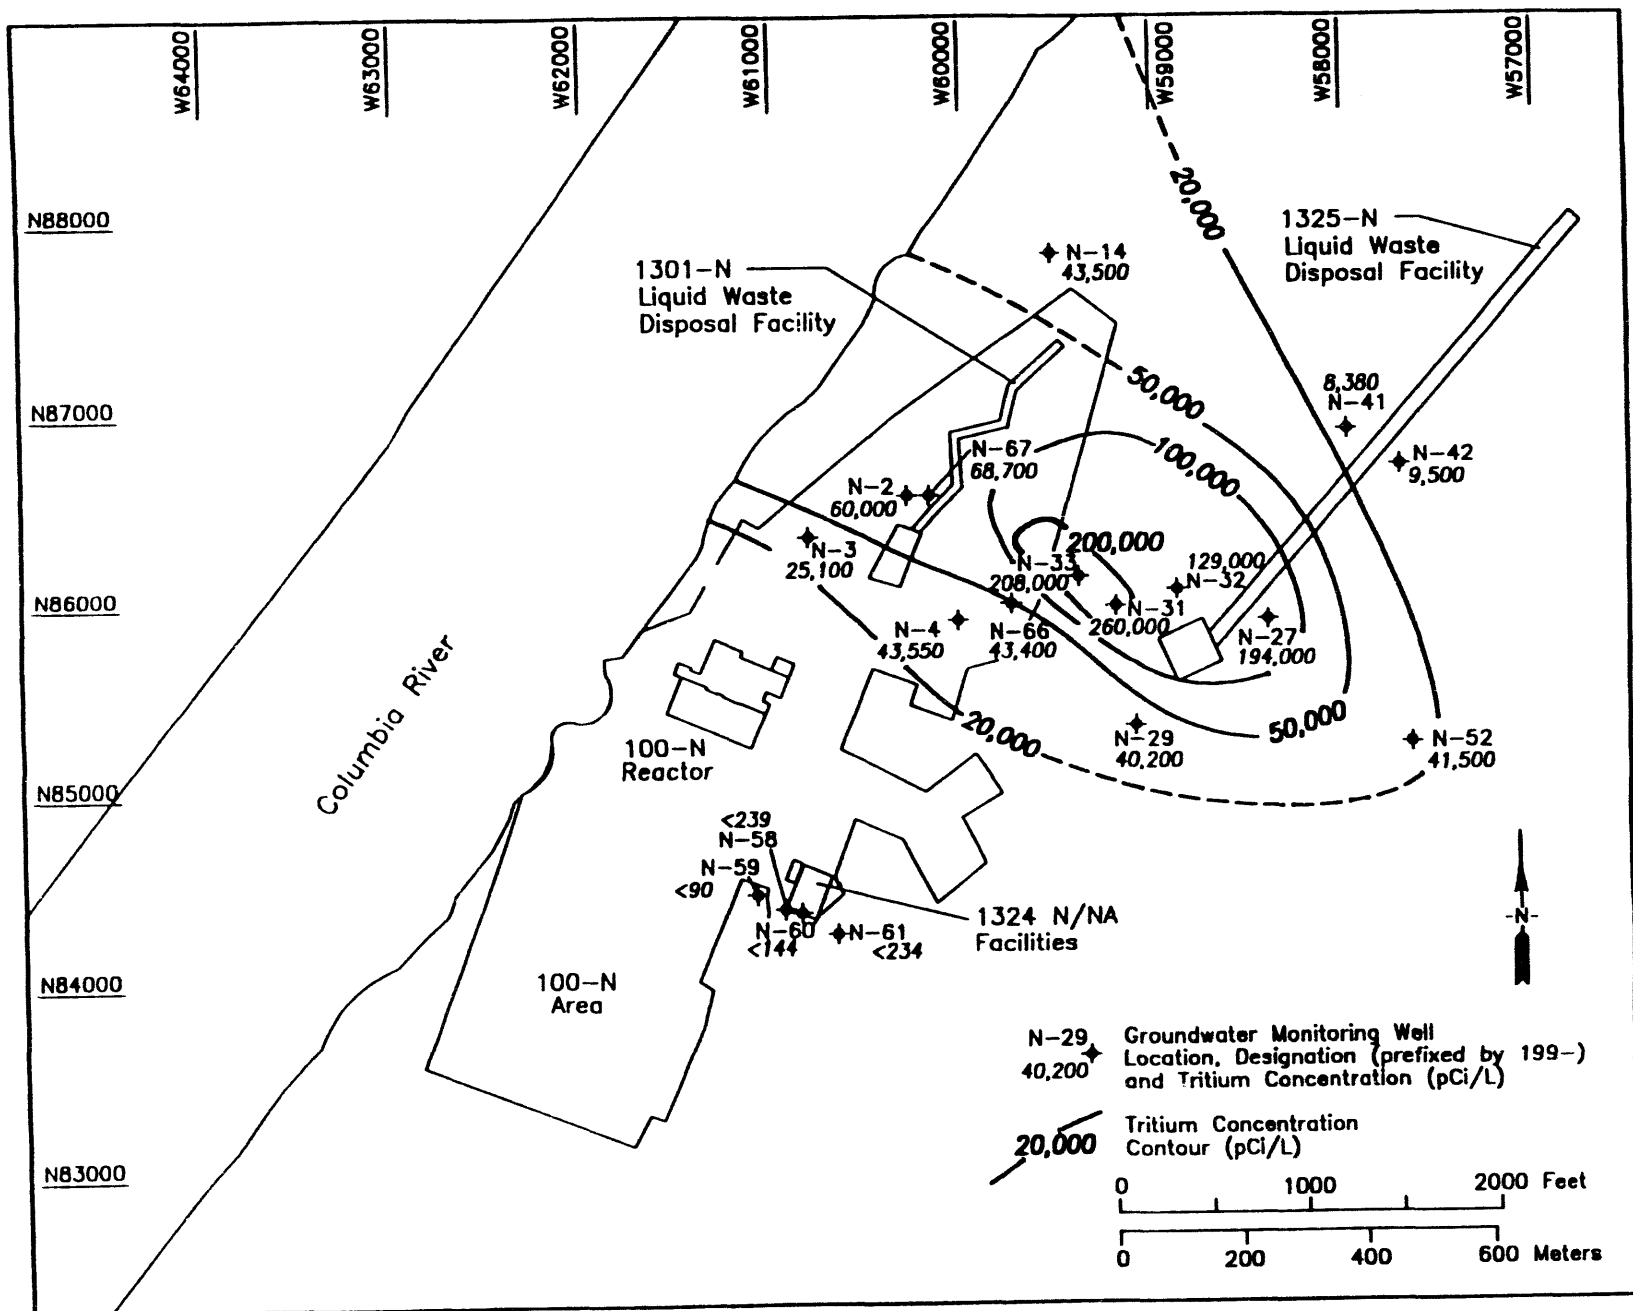 W64000
W63000
W62000
W61000
W60000
W59000
W58000
W57000
N88000
N87000
N86000
N85000
N84000
N83000
20,000
1325-N
Liquid Waste
Disposal Facility
N-14
43,500
1301-N
Liquid Waste
Disposal Facility
50,000
8,380
N-41
N-42
9,500
100,000
N-67
68,700
N-2
60,000
N-3
25,100
200,000
N-33
208,000
129,000
N-32
N-31
260,000
N-27
194,000
N-4
43,550
N-66
43,400
20,000
50,000
N-29
40,200
N-52
41,500
Columbia River
100-N
Reactor
<239
N-58
N-59
<90
N-60
<144
N-61
<234
1324 N/NA
Facilities
100-N
Area
-N-
N-29
40,200
Groundwater Monitoring Well
Location, Designation (prefixed by 199-)
and Tritium Concentration (pCi/L)
20,000
Tritium Concentration
Contour (pCi/L)
0 1000 2000 Feet
0 200 400 600 Meters